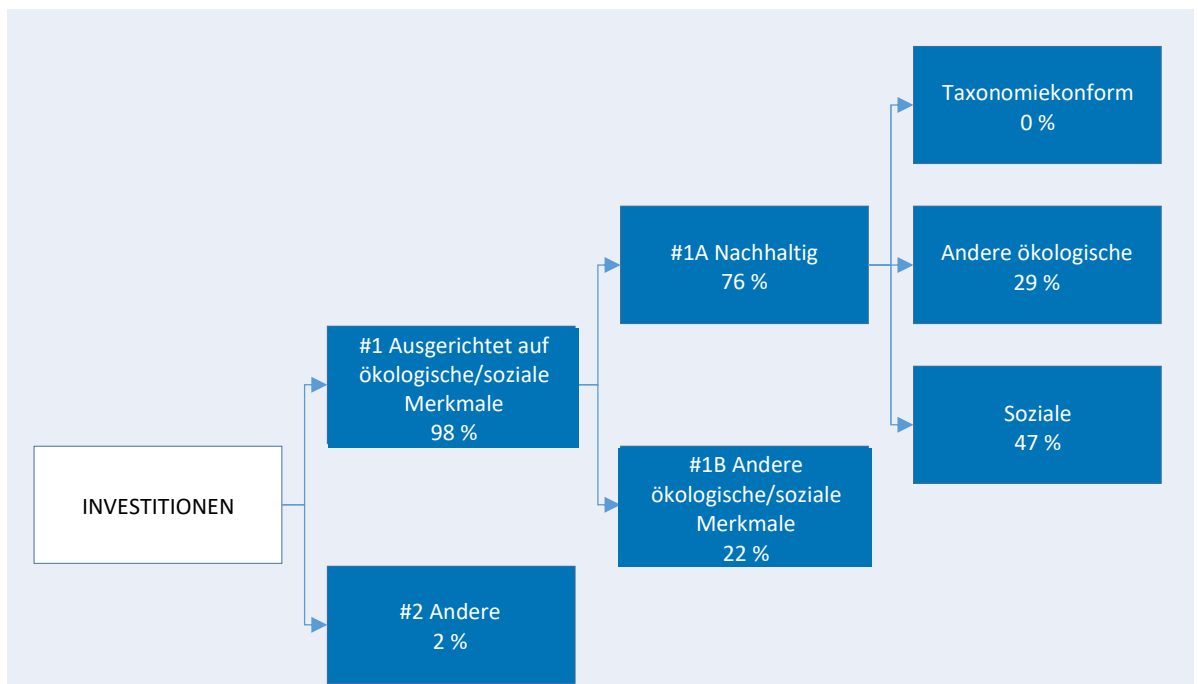 INVESTITIONEN
#1 Ausgerichtet auf
ökologische/soziale
Merkmale
98 %
#2 Andere
2 %
#1A Nachhaltig
76 %
#1B Andere
ökologische/soziale
Merkmale
22 %
Taxonomiekonform
0 %
Andere ökologische
29 %
Soziale
47 %